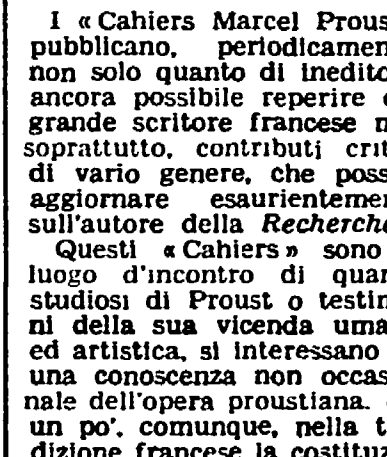 I « Cahiers Marcel Prous
pubblicano, periodicamen
non solo quanto di inedito
ancora possibile reperire
grande scritore francese
soprattutto, contributi crit
di vario genere, che poss
aggiornare esaurientemen
sull'autore della Recherche
Questi « Cahiers » sono
luogo d'incontro di quan
studiosi di Proust o testim
ni della sua vicenda uma
ed artistica, si interessano
una conoscenza non occas
nale dell'opera proustiana.
un po', comunque, nella t
dizione francese la costituz